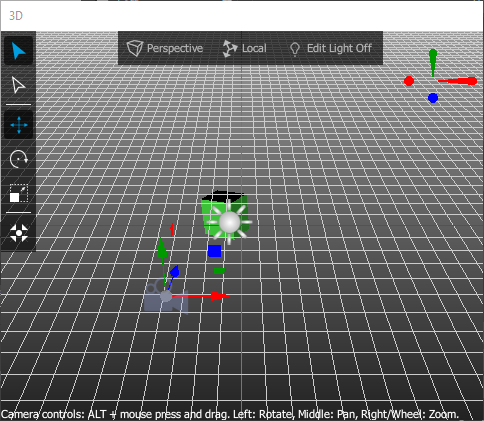 3D
Perspective Local Edit Light Off
Camera controls: ALT + mouse press and drag. Left: Rotate, Middle: Pan, Right/Wheel: Zoom.